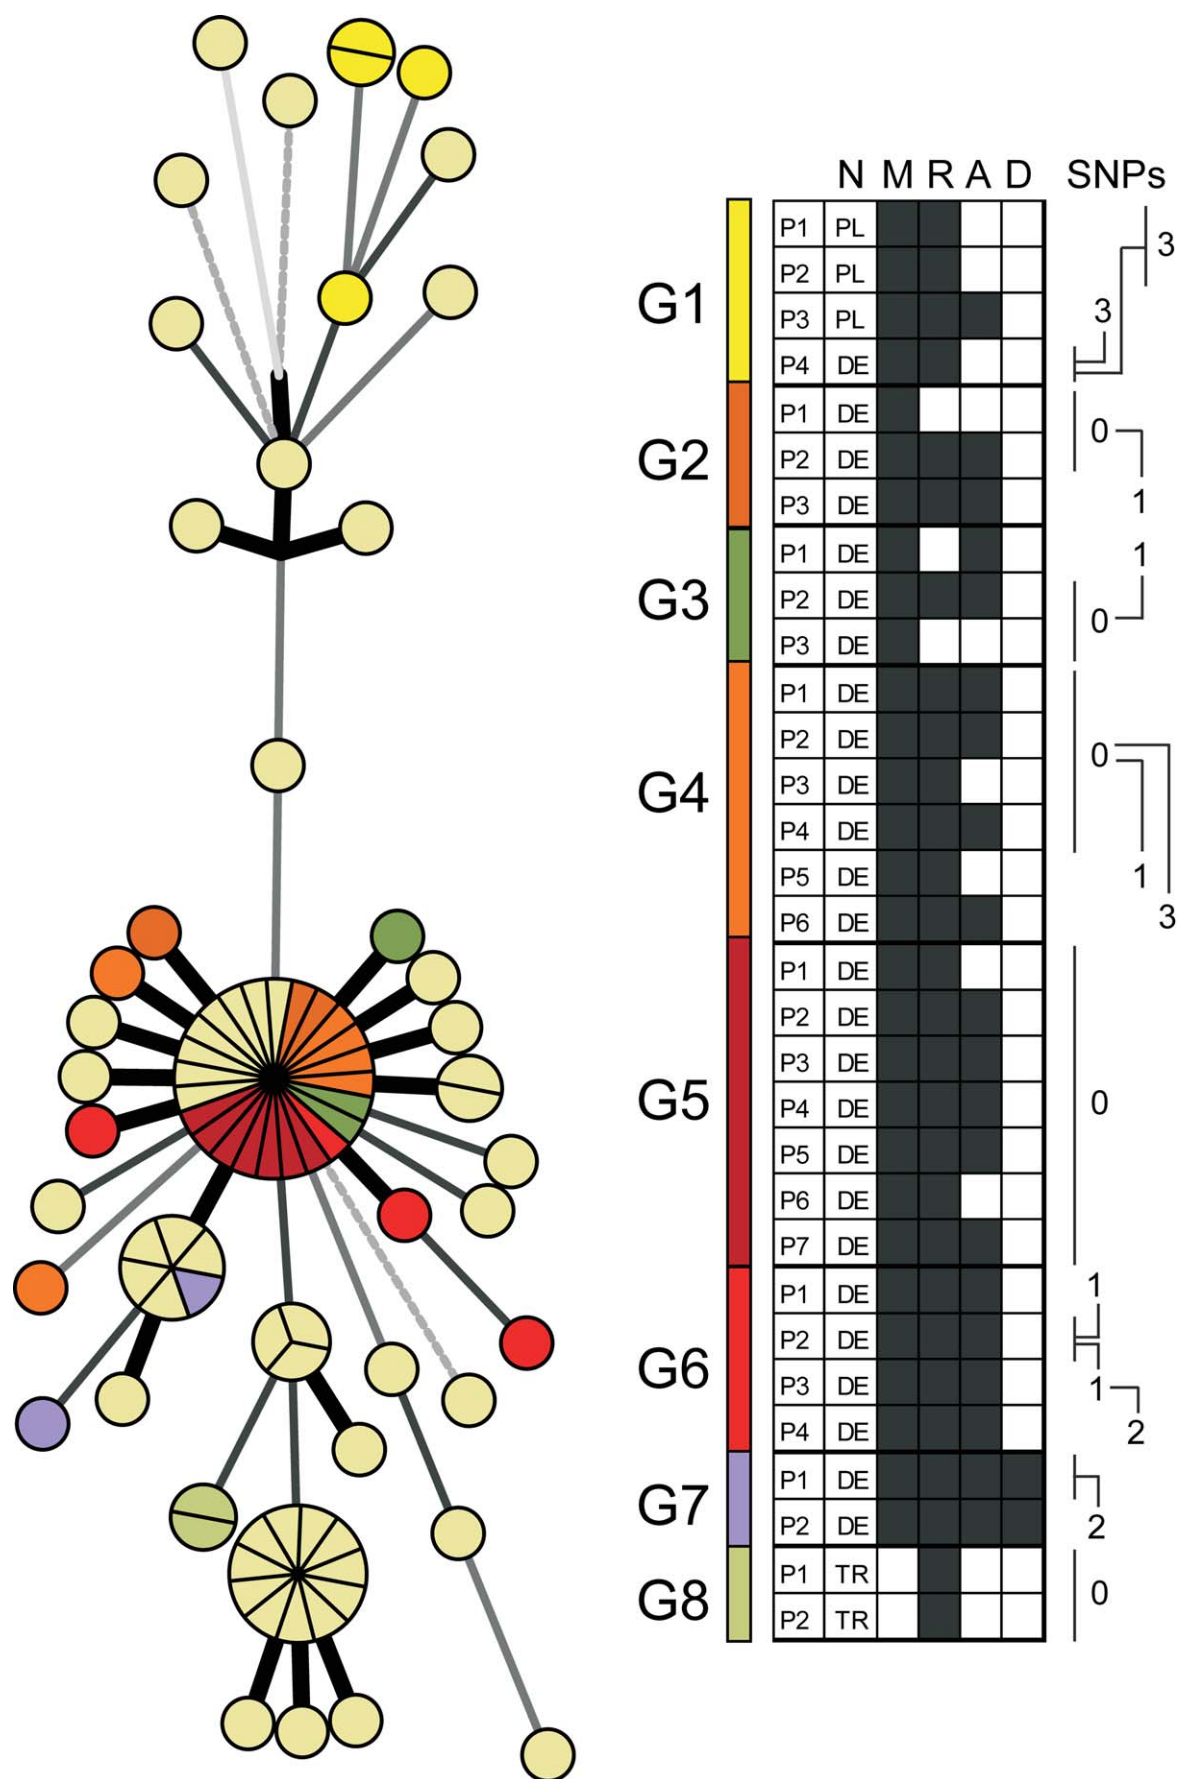 N M R A D SNPs
G1
P1 PL
P2 PL
P3 PL
P4 DE
3
3
G2
P1 DE
P2 DE
P3 DE
0
1
G3
P1 DE
P2 DE
P3 DE
1
0
G4
P1 DE
P2 DE
P3 DE
P4 DE
P5 DE
P6 DE
0
1
3
G5
P1 DE
P2 DE
P3 DE
P4 DE
P5 DE
P6 DE
P7 DE
0
G6
P1 DE
P2 DE
P3 DE
P4 DE
1
1
2
G7
P1 DE
P2 DE
2
G8
P1 TR
P2 TR
0